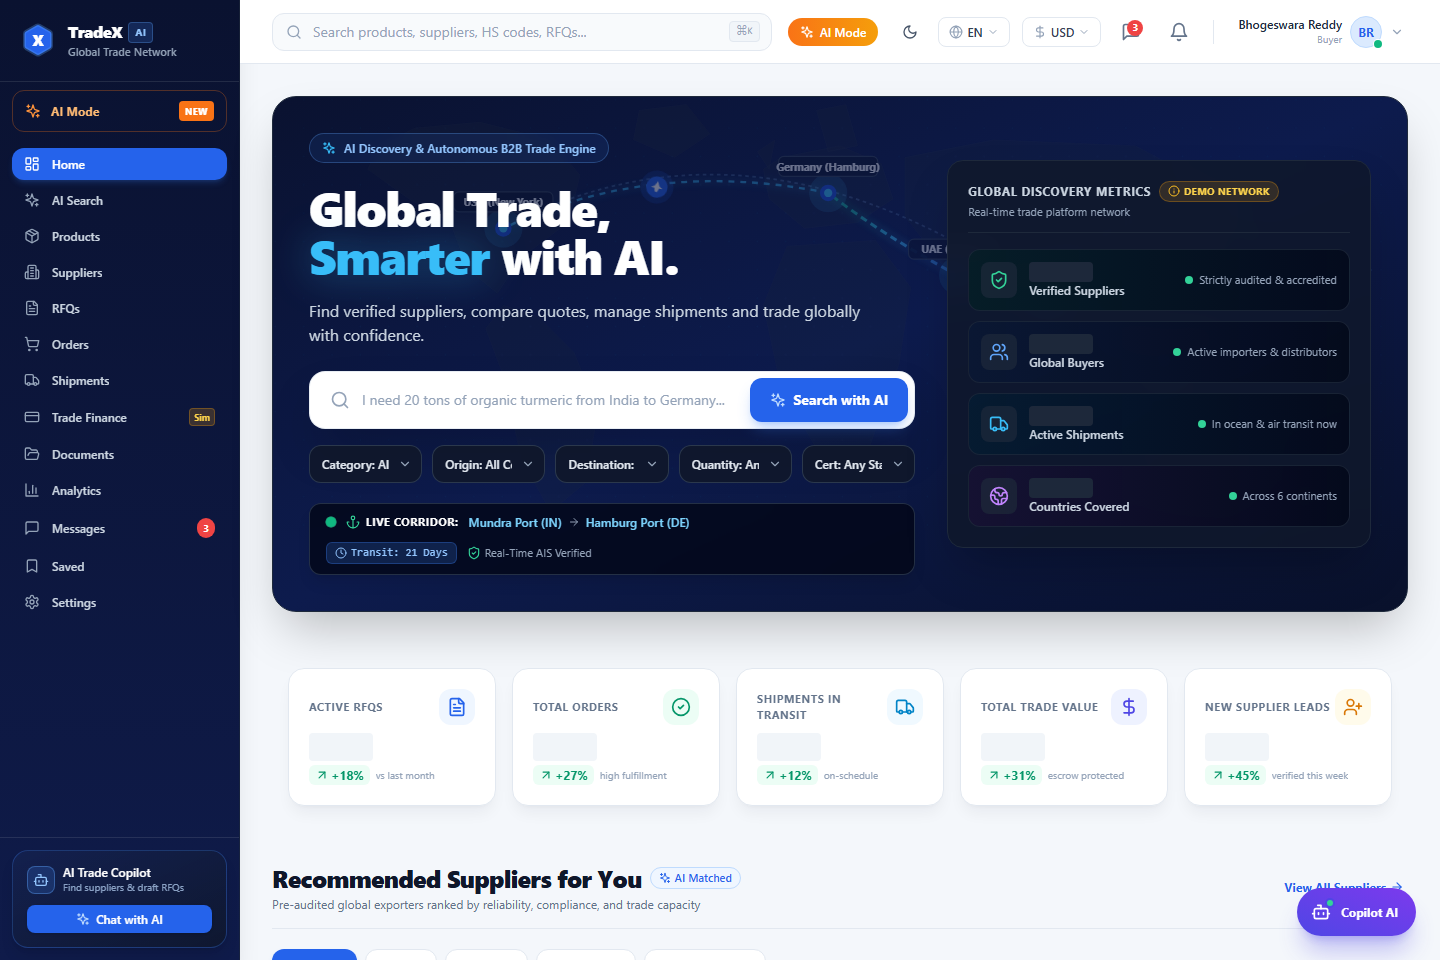 TradeX AI
Global Trade Network
AI Mode NEW
Home
AI Search
Products
Suppliers
RFQs
Orders
Shipments
Trade Finance Sim
Documents
Analytics
Messages 3
Saved
Settings
AI Trade Copilot
Find suppliers & draft RFQs
Chat with AI
Search products, suppliers, HS codes, RFQs... ⌘K
AI Mode
EN
$ USD
3
Bhogeswara Reddy
Buyer
BR
AI Discovery & Autonomous B2B Trade Engine
Germany (Hamburg)
UAE (
Global Trade,
Smarter with AI.
Find verified suppliers, compare quotes, manage shipments and trade globally
with confidence.
I need 20 tons of organic turmeric from India to Germany...
Search with AI
Category: Al
Origin: All Cc
Destination:
Quantity: An
Cert: Any Sta
LIVE CORRIDOR: Mundra Port (IN) → Hamburg Port (DE)
Transit: 21 Days
Real-Time AIS Verified
GLOBAL DISCOVERY METRICS DEMO NETWORK
Real-time trade platform network
Verified Suppliers
Strictly audited & accredited
Global Buyers
Active importers & distributors
Active Shipments
In ocean & air transit now
Countries Covered
Across 6 continents
ACTIVE RFQS
+18% vs last month
TOTAL ORDERS
+27% high fulfillment
SHIPMENTS IN
TRANSIT
+12% on-schedule
TOTAL TRADE VALUE
+31% escrow protected
NEW SUPPLIER LEADS
+45% verified this week
Recommended Suppliers for You AI Matched
Pre-audited global exporters ranked by reliability, compliance, and trade capacity
View All Suppliers →
Copilot AI